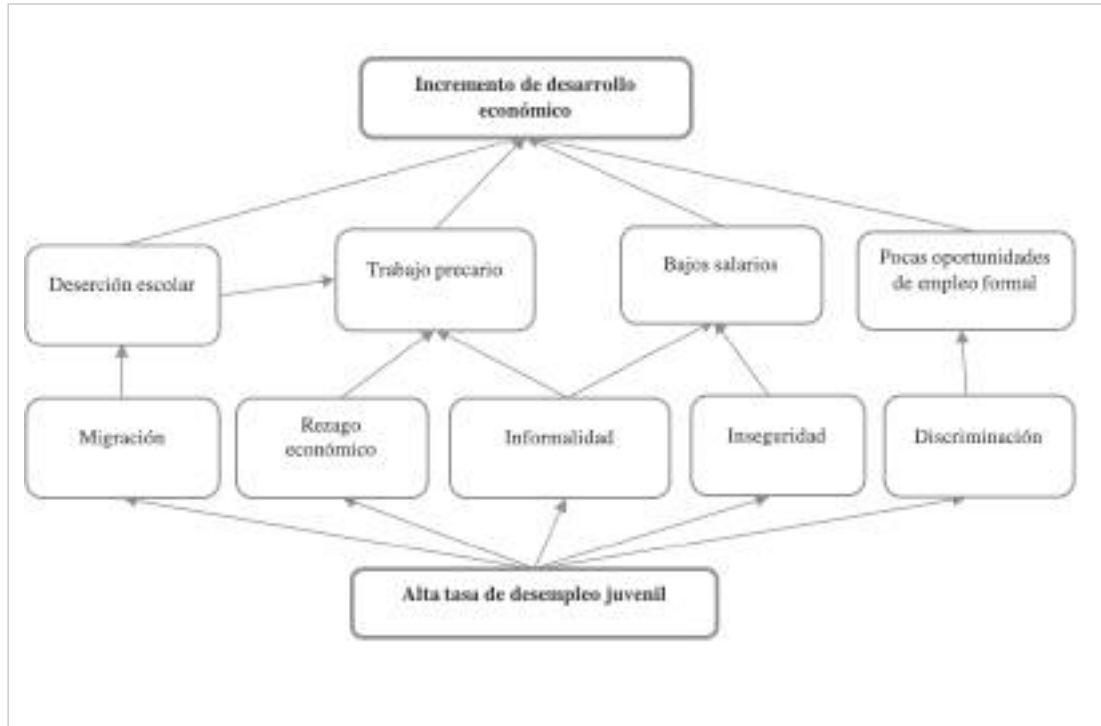 Incremento de desarrollo
económico
Deserción escolar
Trabajo precario
Bajos salarios
Pocas oportunidades
de empleo formal
Migración
Rezago
económico
Informalidad
Inseguridad
Discriminación
Alta tasa de desempleo juvenil